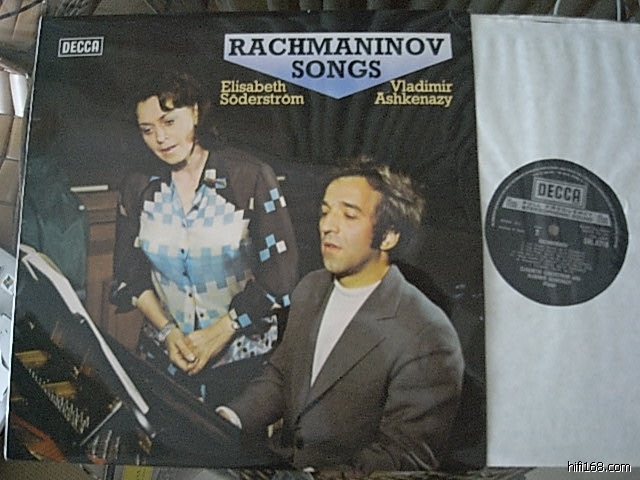 DECCA
RACHMANINOV
SONGS
Elisabeth Vladimir
Söderström Ashkenazy
DECCA
hifi168.com